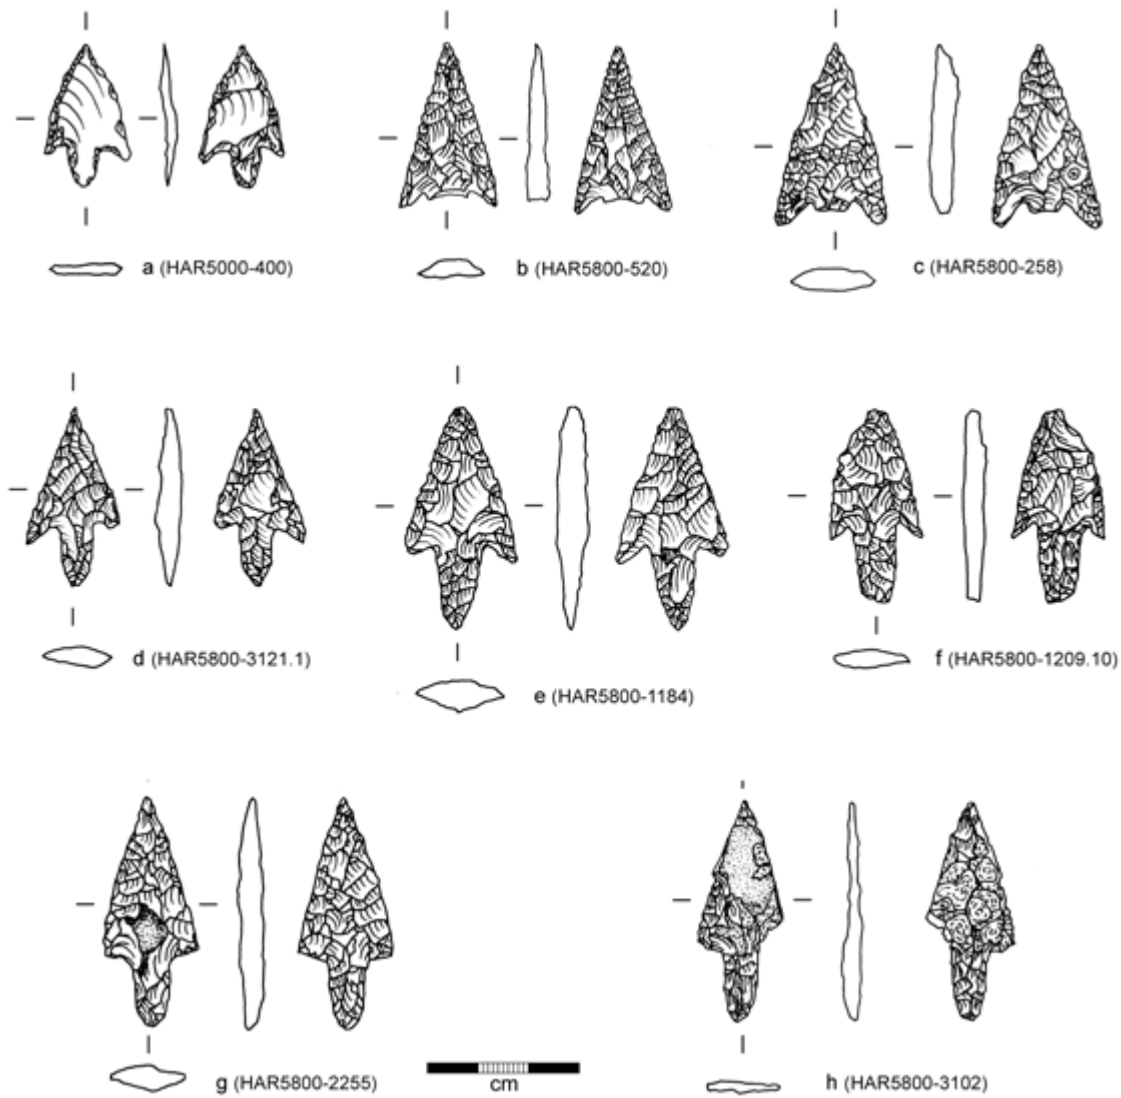 a (HAR5000-400)
b (HAR5800-520)
c (HAR5800-258)
d (HAR5800-3121.1)
e (HAR5800-1184)
f (HAR5800-1209.10)
g (HAR5800-2255)
cm
h (HAR5800-3102)